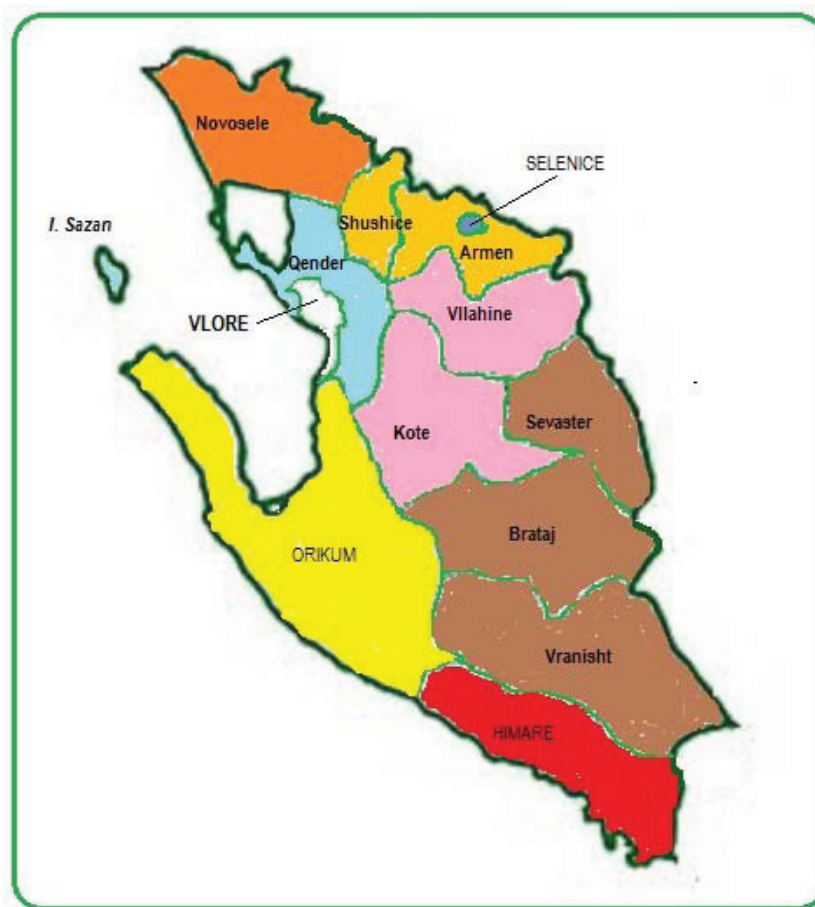 Novosele
SELENICE
I. Sazan
Shushice
Armen
Qender
VLORE
Vllahine
Kote
Sevaster
ORIKUM
Brataj
Vranisht
HIMARE